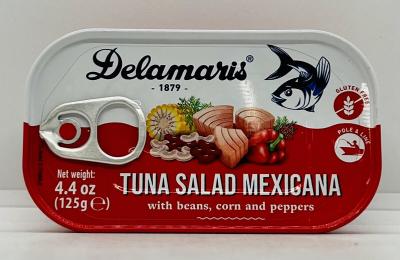 Delamaris®
- 1879 -
GLUTEN FREE
POLE & LINE
Net weight:
4.4 oz
(125g ℮)
TUNA SALAD MEXICANA
with beans, corn and peppers